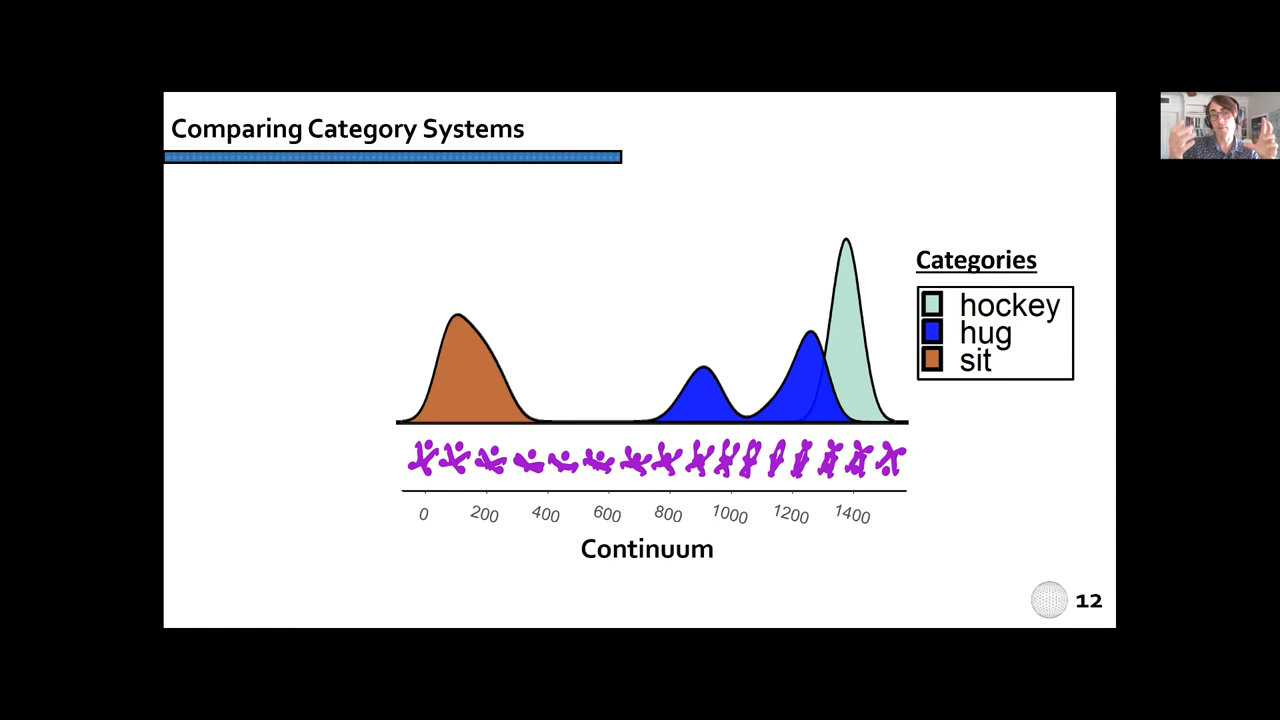 Comparing Category Systems
Categories
hockey
hug
sit
0 200 400 600 800 1000 1200 1400
Continuum
12